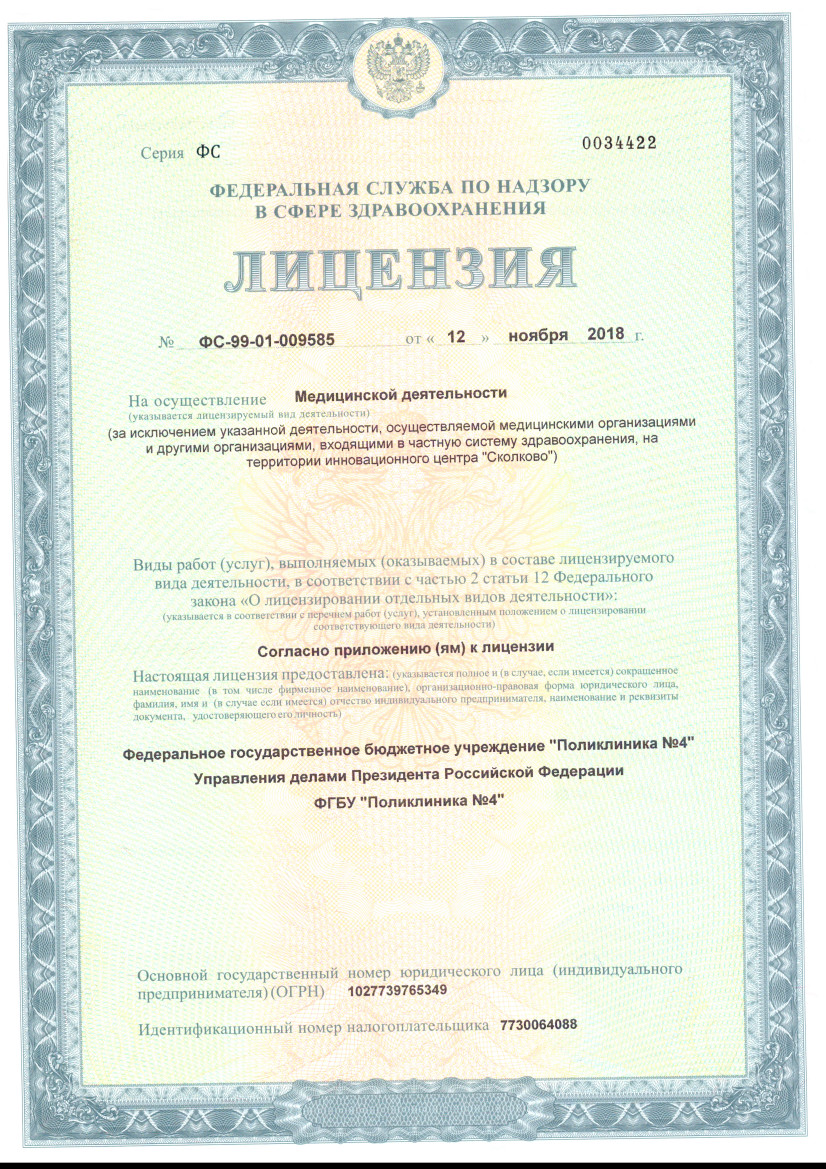 Серия ФС
0034422
ФЕДЕРАЛЬНАЯ СЛУЖБА ПО НАДЗОРУ
В СФЕРЕ ЗДРАВООХРАНЕНИЯ
ЛИЦЕНЗИЯ
№ ФС-99-01-009585 от « 12 » ноября 2018 г.
На осуществление Медицинской деятельности
(указывается лицензируемый вид деятельности)
(за исключением указанной деятельности, осуществляемой медицинскими организациями
и другими организациями, входящими в частную систему здравоохранения, на
территории инновационного центра "Сколково")
Виды работ (услуг), выполняемых (оказываемых) в составе лицензируемого
вида деятельности, в соответствии с частью 2 статьи 12 Федерального
закона «О лицензировании отдельных видов деятельности»:
(указывается в соответствии с перечнем работ (услуг), установленным положением о лицензировании
соответствующего вида деятельности)
Согласно приложению (ям) к лицензии
Настоящая лицензия предоставлена: (указывается полное и (в случае, если имеется) сокращенное
наименование (в том числе фирменное наименование), организационно-правовая форма юридического лица,
фамилия, имя и (в случае если имеется) отчество индивидуального предпринимателя, наименование и реквизиты
документа, удостоверяющего его личность)
Федеральное государственное бюджетное учреждение "Поликлиника №4"
Управления делами Президента Российской Федерации
ФГБУ "Поликлиника №4"
Основной государственный номер юридического лица (индивидуального
предпринимателя) (ОГРН) 1027739765349
Идентификационный номер налогоплательщика 7730064088